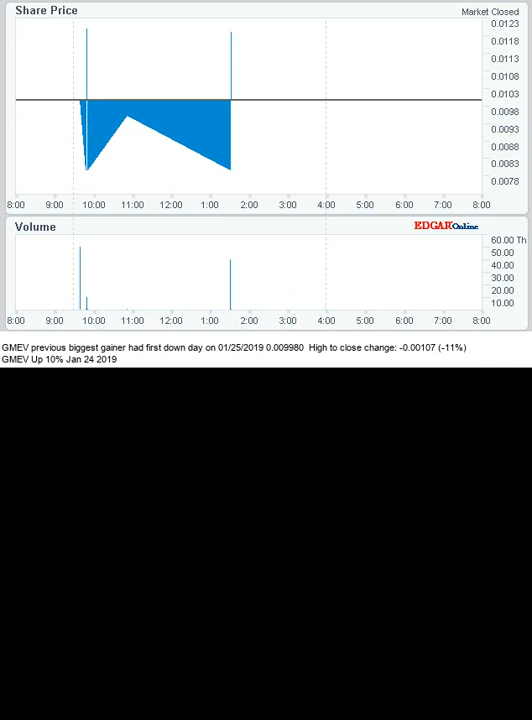 Share Price
Market Closed
0.0123
0.0118
0.0113
0.0108
0.0103
0.0098
0.0093
0.0088
0.0083
0.0078
8:00 9:00 10:00 11:00 12:00 1:00 2:00 3:00 4:00 5:00 6:00 7:00 8:00
Volume
EDGAR Online
60.00 Th
50.00
40.00
30.00
20.00
10.00
8:00 9:00 10:00 11:00 12:00 1:00 2:00 3:00 4:00 5:00 6:00 7:00 8:00
GMEV previous biggest gainer had first down day on 01/25/2019 0.009980 High to close change: -0.00107 (-11%)
GMEV Up 10% Jan 24 2019